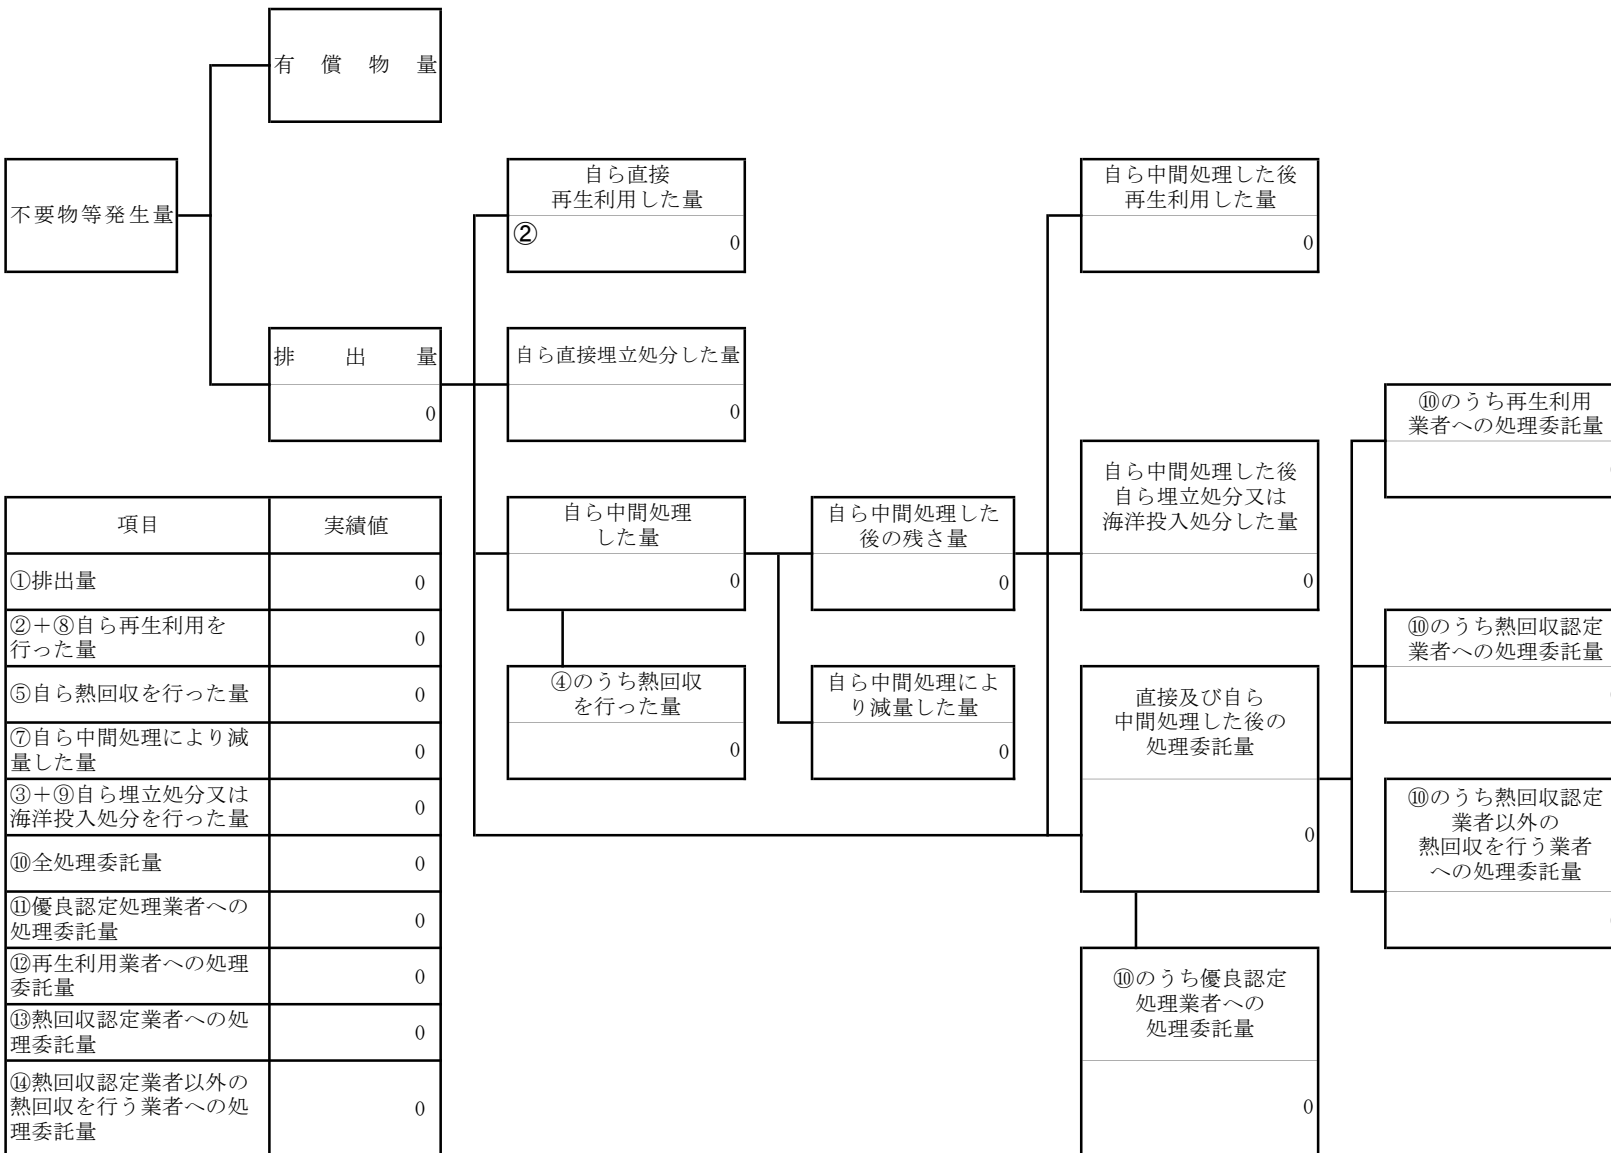 有償物量
不要物等発生量
自ら直接
再生利用した量
②
0
自ら中間処理した後
再生利用した量
0
排出量
0
自ら直接埋立処分した量
0
⑩のうち再生利用
業者への処理委託量
自ら中間処理
した量
0
自ら中間処理した
後の残さ量
0
自ら中間処理した後
自ら埋立処分又は
海洋投入処分した量
0
⑩のうち熱回収認定
業者への処理委託量
④のうち熱回収
を行った量
0
自ら中間処理によ
り減量した量
0
直接及び自ら
中間処理した後の
処理委託量
0
⑩のうち熱回収認定
業者以外の
熱回収を行う業者
への処理委託量
⑩のうち優良認定
処理業者への
処理委託量
0
項目 実績値
①排出量 0
②+⑧自ら再生利用を
行った量 0
⑤自ら熱回収を行った量 0
⑦自ら中間処理により減
量した量 0
③+⑨自ら埋立処分又は
海洋投入処分を行った量 0
⑩全処理委託量 0
⑪優良認定処理業者への
処理委託量 0
⑫再生利用業者への処理
委託量 0
⑬熱回収認定業者への処
理委託量 0
⑭熱回収認定業者以外の
熱回収を行う業者への処
理委託量 0